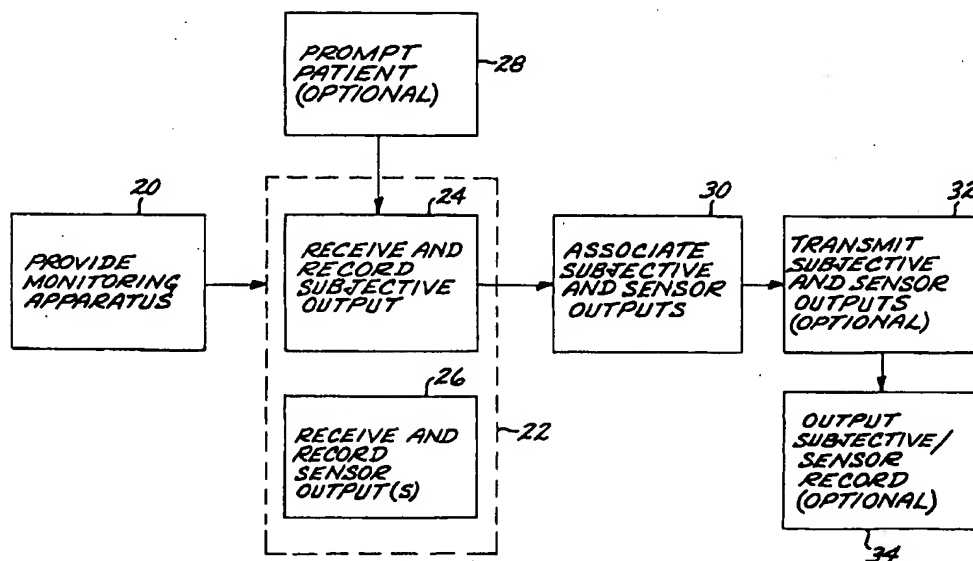 PROMPT
PATIENT
(OPTIONAL)
28
20
PROVIDE
MONITORING
APPARATUS
24
RECEIVE AND
RECORD
SUBJECTIVE
OUTPUT
26
RECEIVE AND
RECORD
SENSOR
OUTPUT(S)
22
30
ASSOCIATE
SUBJECTIVE
AND SENSOR
OUTPUTS
32
TRANSMIT
SUBJECTIVE
AND SENSOR
OUTPUTS
(OPTIONAL)
OUTPUT
SUBJECTIVE/
SENSOR
RECORD
(OPTIONAL)
34